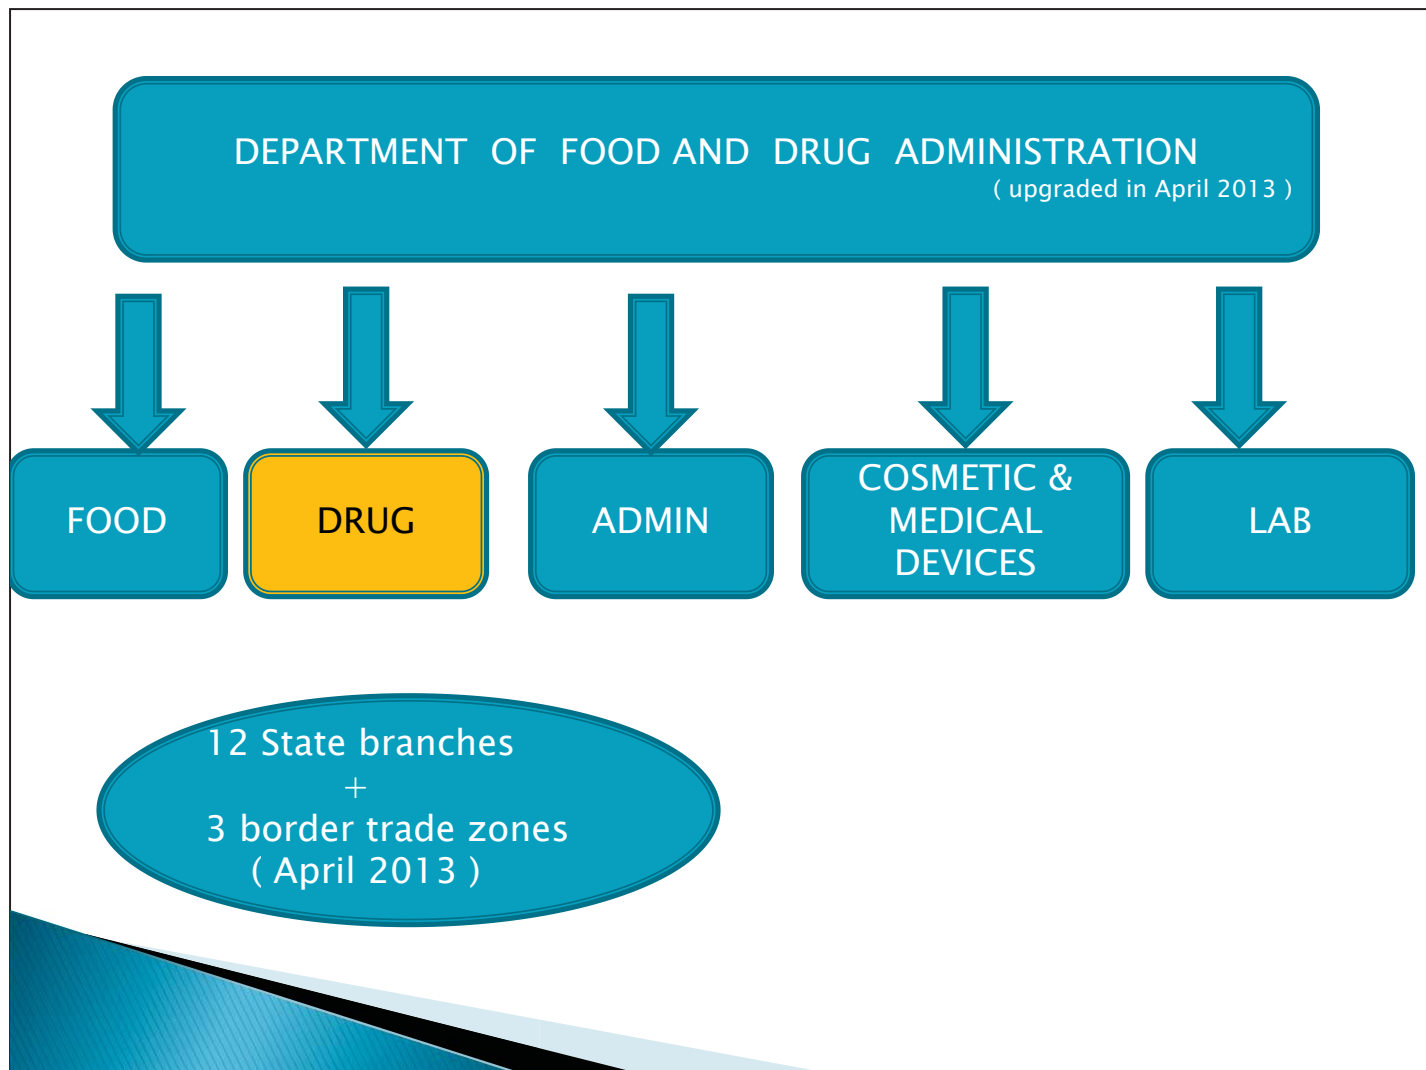 DEPARTMENT OF FOOD AND DRUG ADMINISTRATION
( upgraded in April 2013 )
FOOD
DRUG
ADMIN
COSMETIC &
MEDICAL
DEVICES
LAB
12 State branches
+
3 border trade zones
( April 2013 )